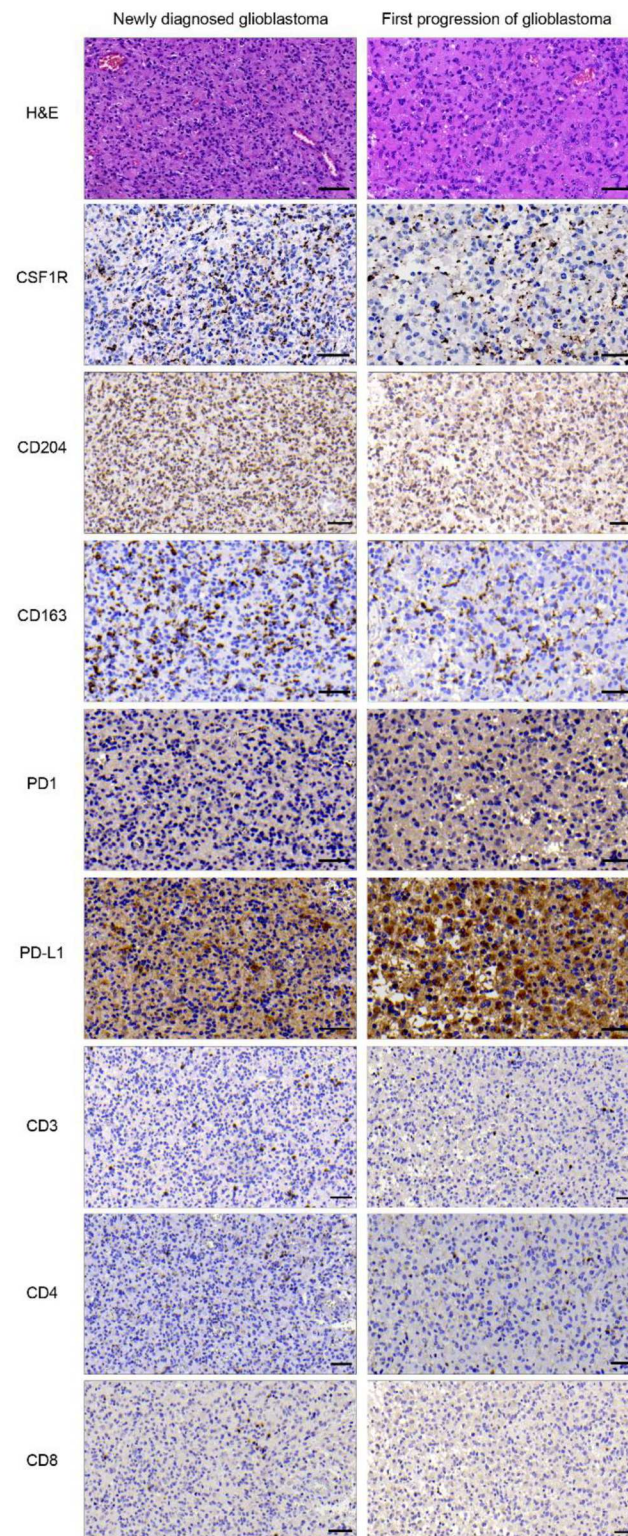 Newly diagnosed glioblastoma
First progression of glioblastoma
H&E
CSF1R
CD204
CD163
PD1
PD-L1
CD3
CD4
CD8